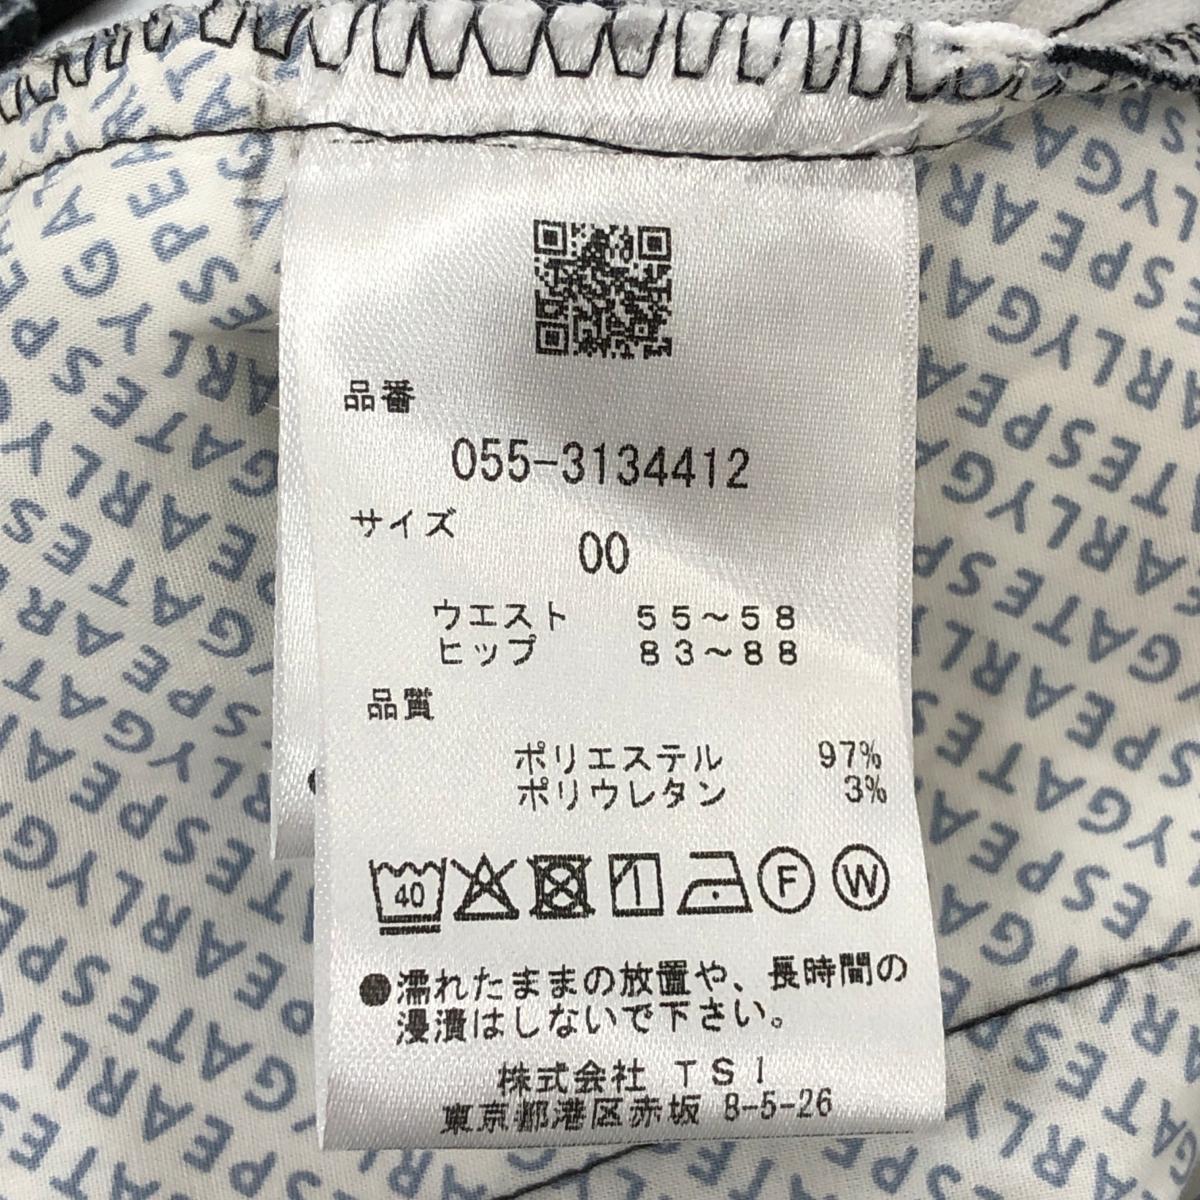 品番
055-3134412
サイズ
00
ウエスト 55~58
ヒップ 83~88
品質
ポリエステル 97%
ポリウレタン 3%
40 F W
●濡れたままの放置や、長時間の
浸漬はしないで下さい。
株式会社 TSI
東京都港区赤坂 8-5-26
PEARLYGATES